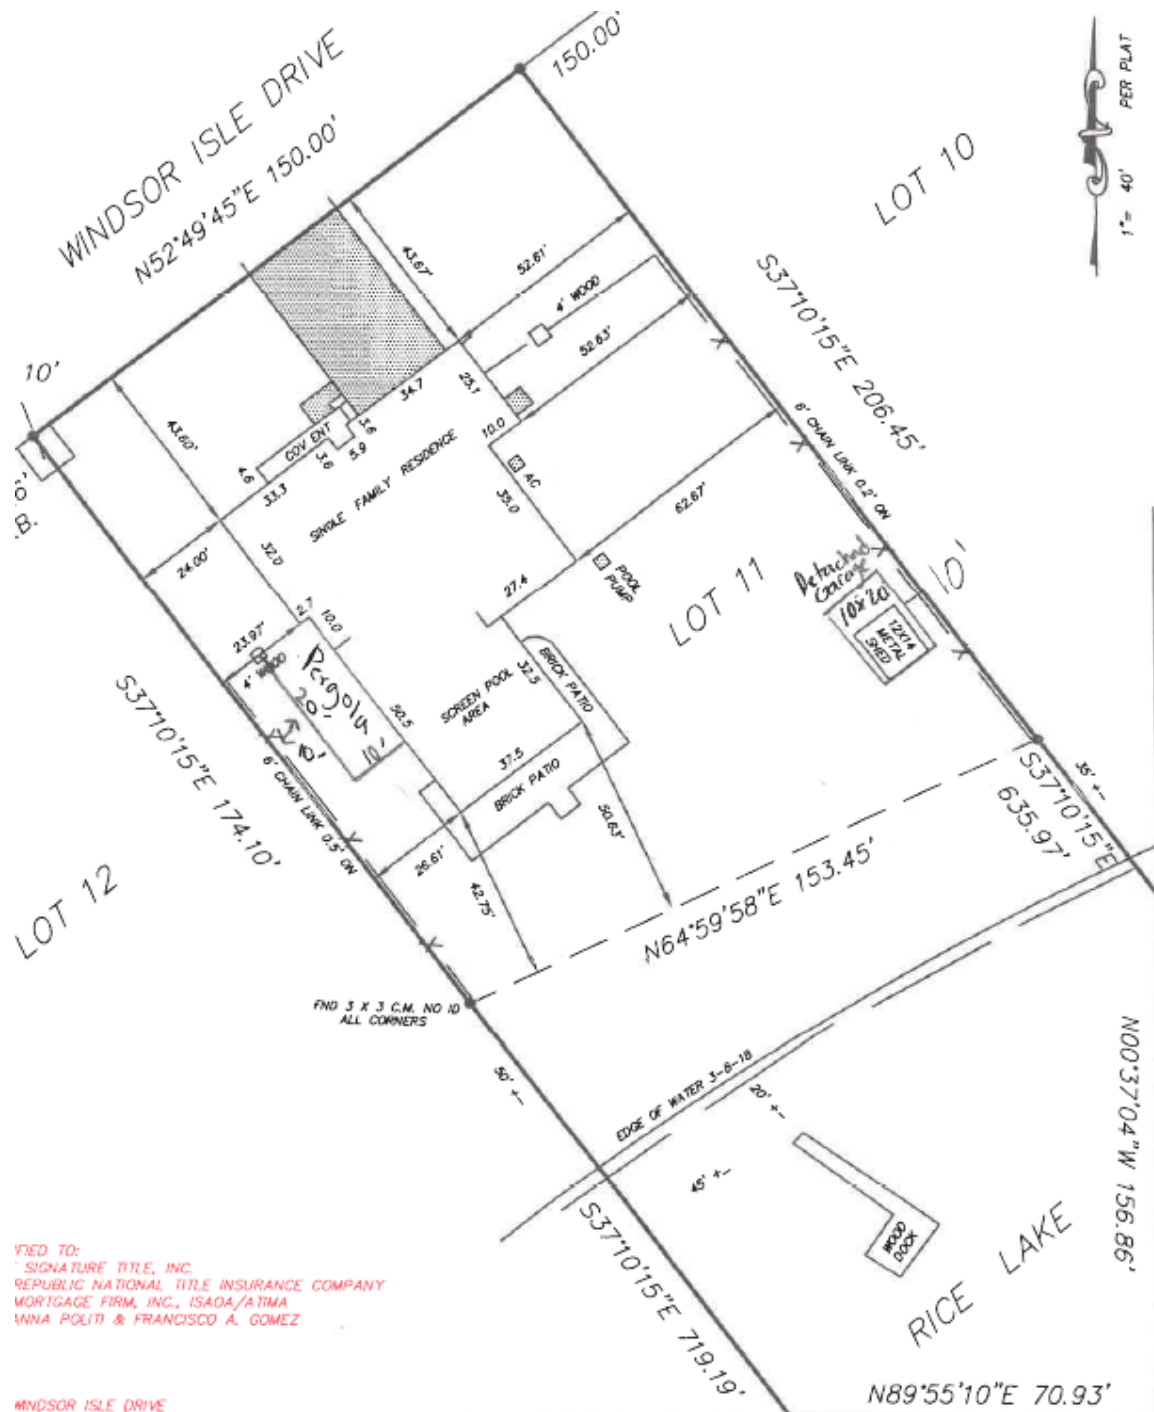 WINDSOR ISLE DRIVE
N52°49'45"E 150.00'
150.00'
1"= 40' PER PLAT
LOT 10
10'
43.67'
52.61'
4' WOOD
52.63'
S37°10'15"E 206.45'
6' CHAIN LINK 0.2' ON
43.60'
34.7
25.1
COV ENT
4.6
3.6
5.9
3.6
33.3
10.0
AC
SINGLE FAMILY RESIDENCE
35.0
62.67'
24.00'
32.0
27.4
POOL
PUMP
LOT 11
Detached
Garage
10x20
10'
12X14
METAL
SHED
2.7
10.0
23.97'
4' WOOD
Pergola
20'
10'
10'
50.5
SCREEN POOL
AREA
32.5
BRICK PATIO
37.5
BRICK PATIO
50.63'
S37°10'15"E 174.10'
6' CHAIN LINK 0.5' ON
26.61'
42.75'
LOT 12
N64°59'58"E 153.45'
S37°10'15"E
635.97'
35' +-
FND 3 X 3 C.M. NO ID
ALL CORNERS
50' +-
EDGE OF WATER 3-8-18
20' +-
45' +-
WOOD
DOCK
RICE LAKE
N00°37'04"W 156.86'
S37°10'15"E 719.19'
N89°55'10"E 70.93'
B.
IFIED TO:
SIGNATURE TITLE, INC.
REPUBLIC NATIONAL TITLE INSURANCE COMPANY
MORTGAGE FIRM, INC., ISAOA/ATIMA
ANNA POLITI & FRANCISCO A. GOMEZ
WINDSOR ISLE DRIVE